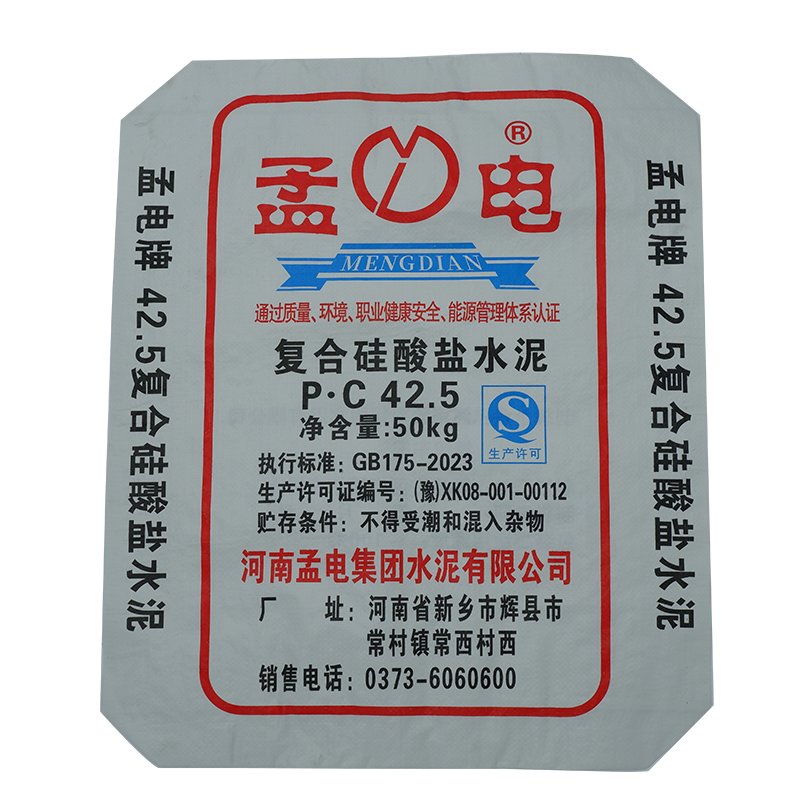 孟电®
MENGDIAN
通过质量、环境、职业健康安全、能源管理体系认证
复合硅酸盐水泥
P·C 42.5
净含量:50kg
生产许可
执行标准: GB175-2023
生产许可证编号: (豫)XK08-001-00112
贮存条件: 不得受潮和混入杂物
河南孟电集团水泥有限公司
厂 址: 河南省新乡市辉县市
常村镇常西村西
销售电话: 0373-6060600
孟电牌 42.5复合硅酸盐水泥
孟电牌 42.5复合硅酸盐水泥